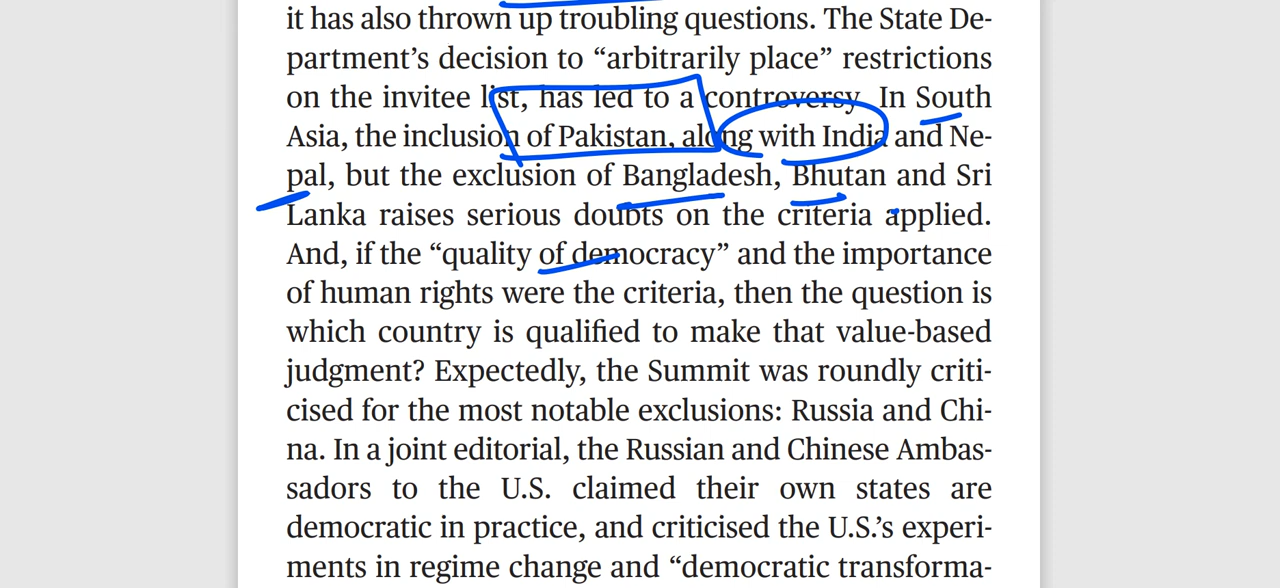 it has also thrown up troubling questions. The State De-
partment’s decision to “arbitrarily place” restrictions
on the invitee list, has led to a controversy. In South
Asia, the inclusion of Pakistan, along with India and Ne-
pal, but the exclusion of Bangladesh, Bhutan and Sri
Lanka raises serious doubts on the criteria applied.
And, if the “quality of democracy” and the importance
of human rights were the criteria, then the question is
which country is qualified to make that value-based
judgment? Expectedly, the Summit was roundly criti-
cised for the most notable exclusions: Russia and Chi-
na. In a joint editorial, the Russian and Chinese Ambas-
sadors to the U.S. claimed their own states are
democratic in practice, and criticised the U.S.’s experi-
ments in regime change and “democratic transforma-